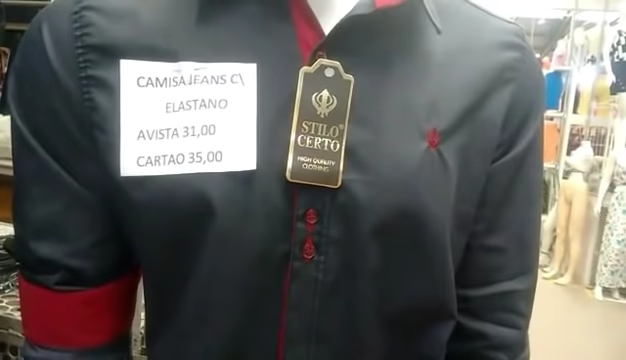 CAMISA JEANS C\
ELASTANO
AVISTA 31,00
CARTAO 35,00
STILO®
CERTO
HIGH QUALITY
CLOTHING